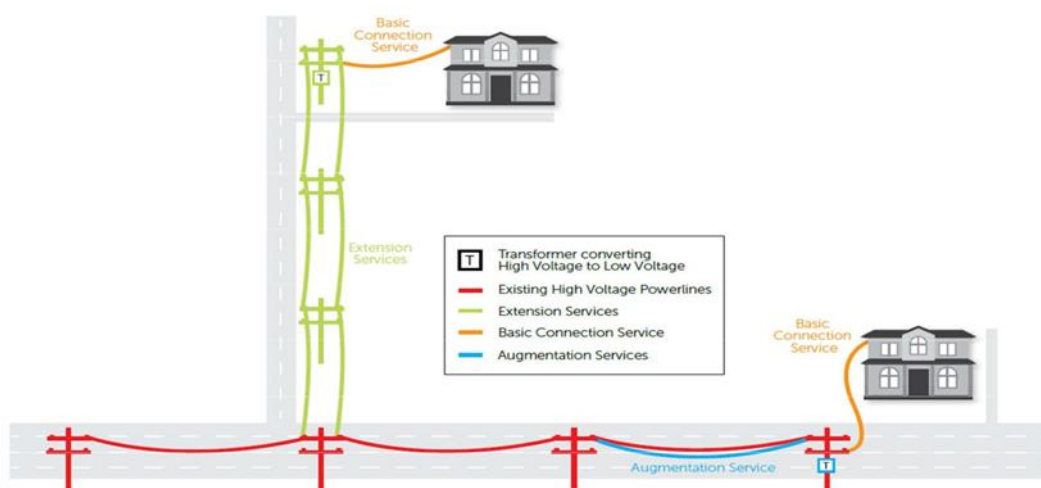 Basic
Connection
Service
T
Extension
Services
T
Transformer converting
High Voltage to Low Voltage
Existing High Voltage Powerlines
Extension Services
Basic Connection Service
Augmentation Services
Basic
Connection
Service
Augmentation Service
T